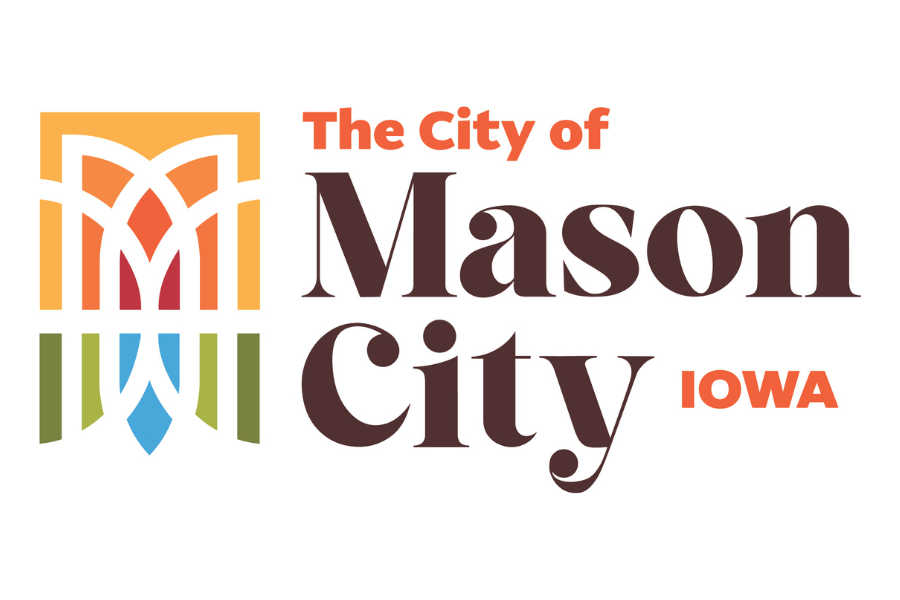 The City of
Mason
City IOWA